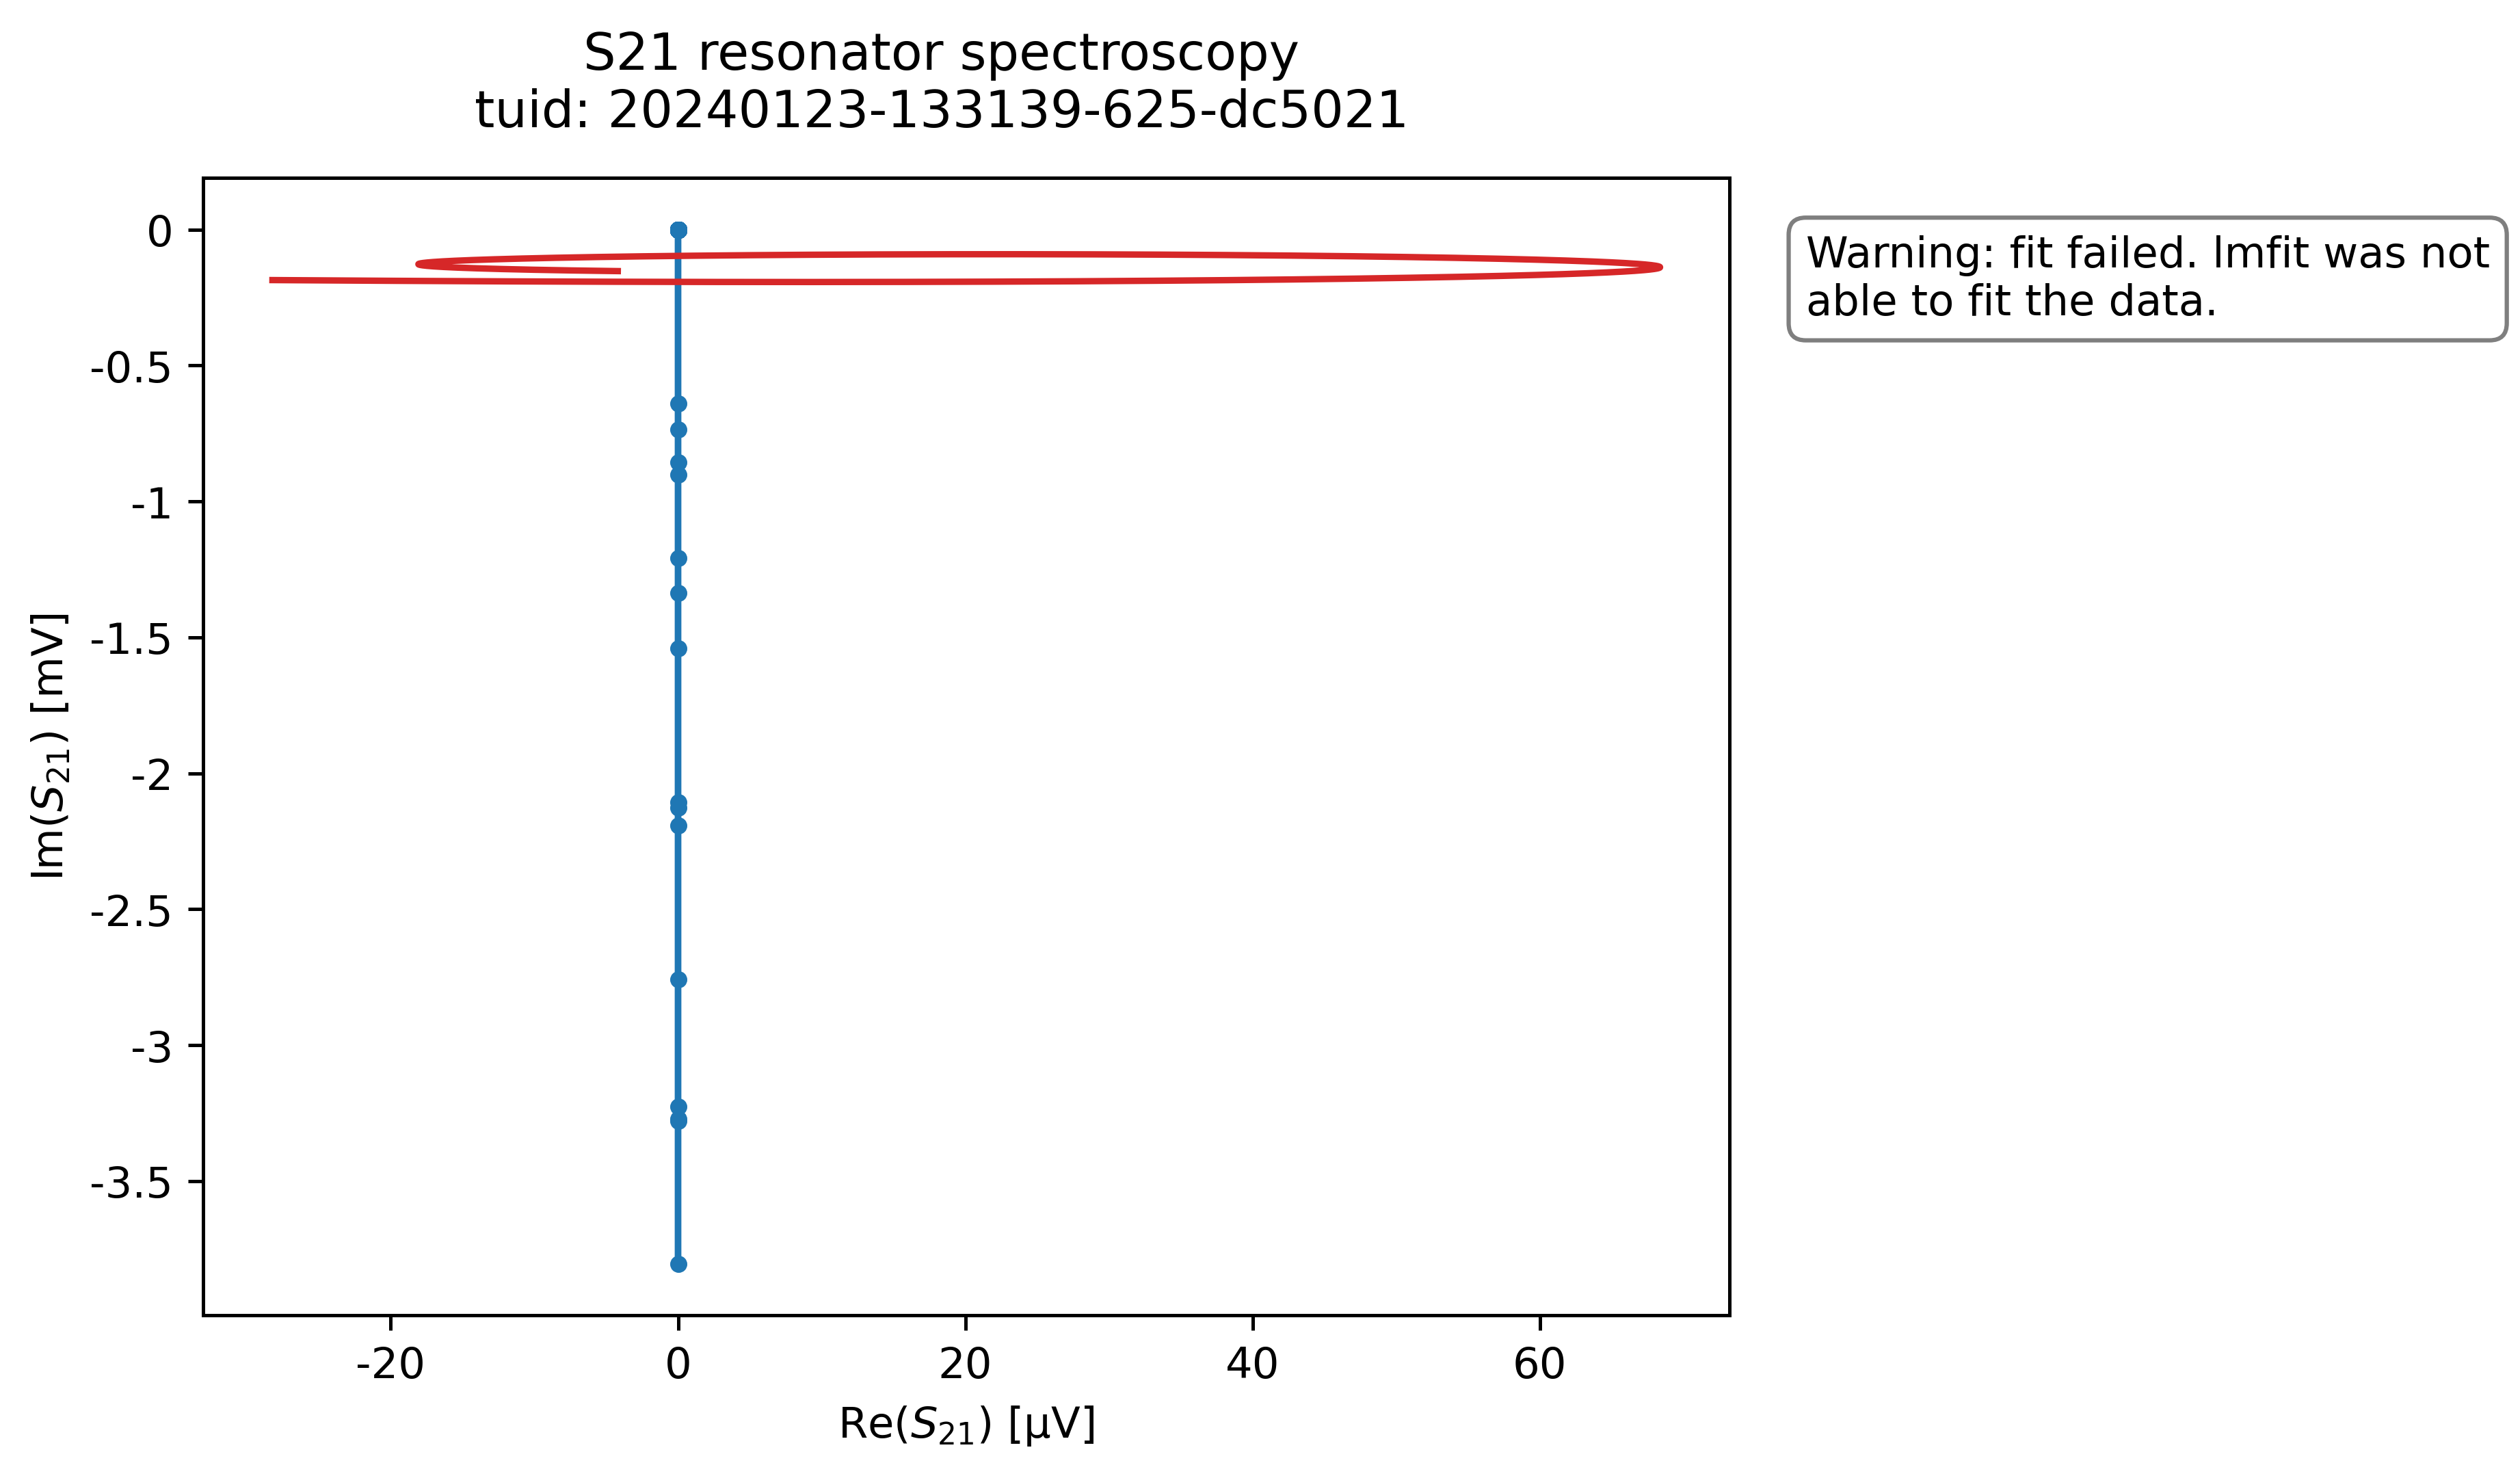 S21 resonator spectroscopy
tuid: 20240123-133139-625-dc5021
Warning: fit failed. lmfit was not
able to fit the data.
0
-0.5
-1
-1.5
-2
-2.5
-3
-3.5
Im(S21) [mV]
-20 0 20 40 60
Re(S21) [µV]